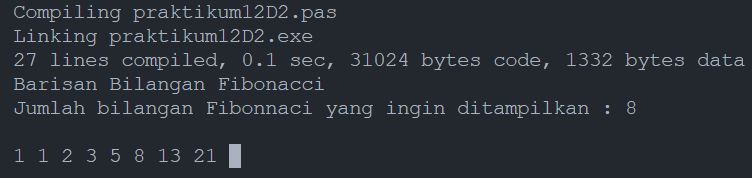 Compiling praktikum12D2.pas
Linking praktikum12D2.exe
27 lines compiled, 0.1 sec, 31024 bytes code, 1332 bytes data
Barisan Bilangan Fibonacci
Jumlah bilangan Fibonnaci yang ingin ditampilkan : 8
1 1 2 3 5 8 13 21